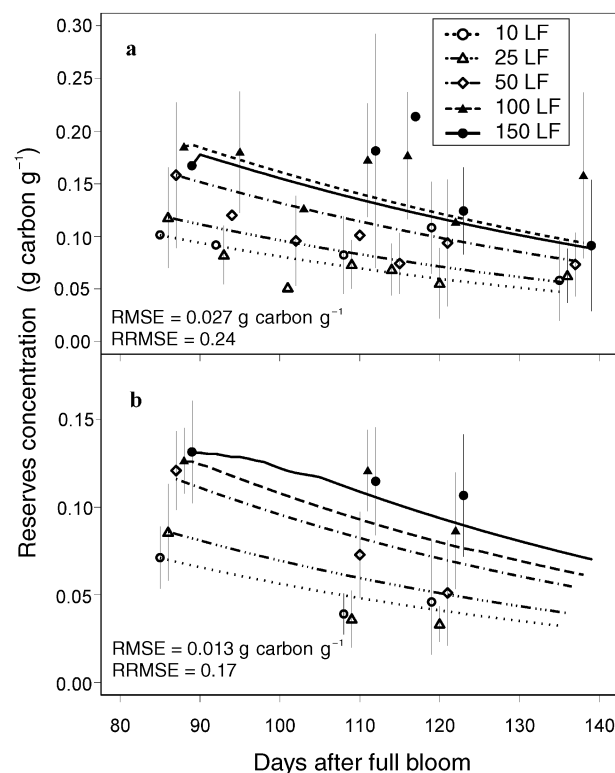 Reserves concentration (g carbon g⁻¹)
a
0.30
0.25
0.20
0.15
0.10
0.05
0.00
10 LF
25 LF
50 LF
100 LF
150 LF
RMSE = 0.027 g carbon g⁻¹
RRMSE = 0.24
b
0.15
0.10
0.05
0.00
RMSE = 0.013 g carbon g⁻¹
RRMSE = 0.17
80 90 100 110 120 130 140
Days after full bloom